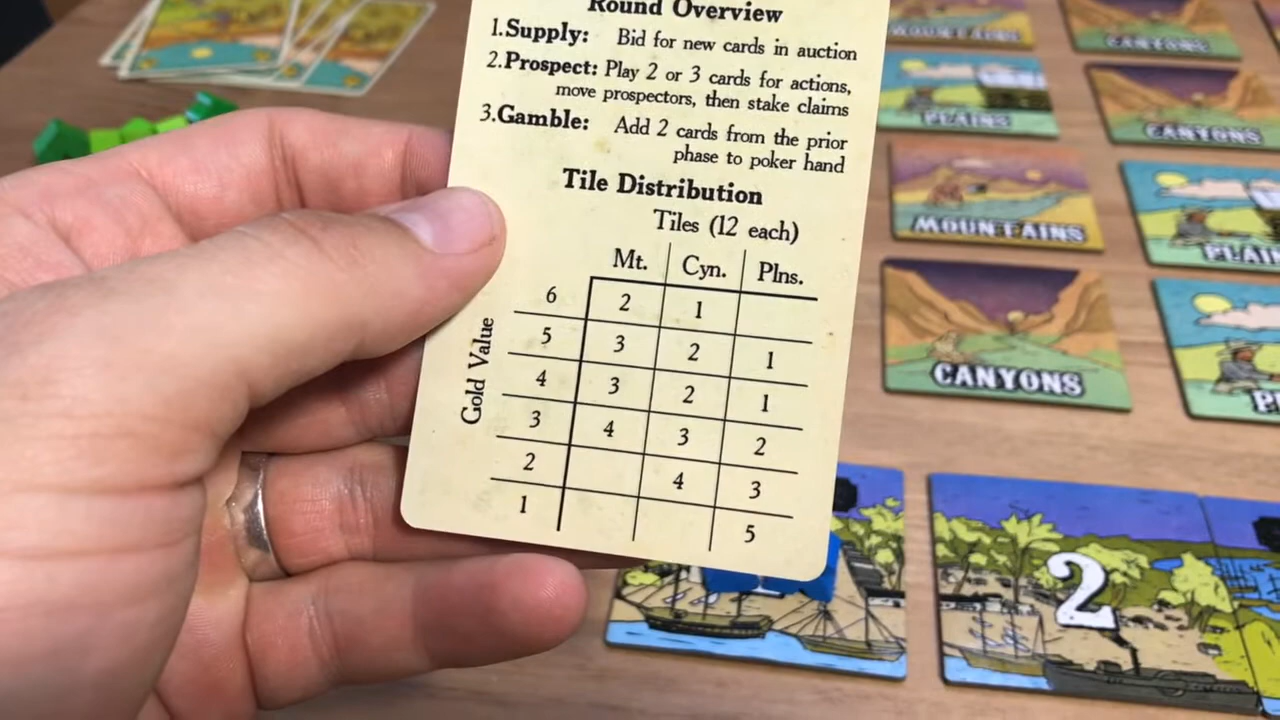 Round Overview
1.Supply: Bid for new cards in auction
2.Prospect: Play 2 or 3 cards for actions,
move prospectors, then stake claims
3.Gamble: Add 2 cards from the prior
phase to poker hand
Tile Distribution
Tiles (12 each)
Mt. Cyn. Plns.
Gold Value
6 2 1
5 3 2 1
4 3 2 1
3 4 3 2
2 4 3
1 5
MOUNTAINS
CANYONS
PLAINS
CANYONS
MOUNTAINS
PLAIN
CANYONS
P
2